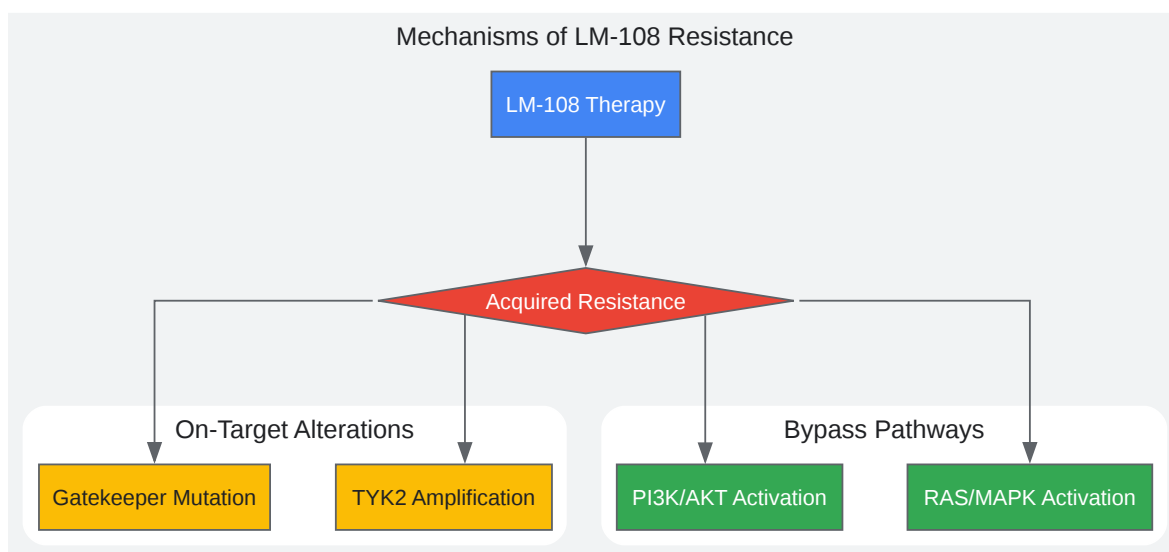 Mechanisms of LM-108 Resistance
LM-108 Therapy
Acquired Resistance
On-Target Alterations
Bypass Pathways
Gatekeeper Mutation
TYK2 Amplification
PI3K/AKT Activation
RAS/MAPK Activation